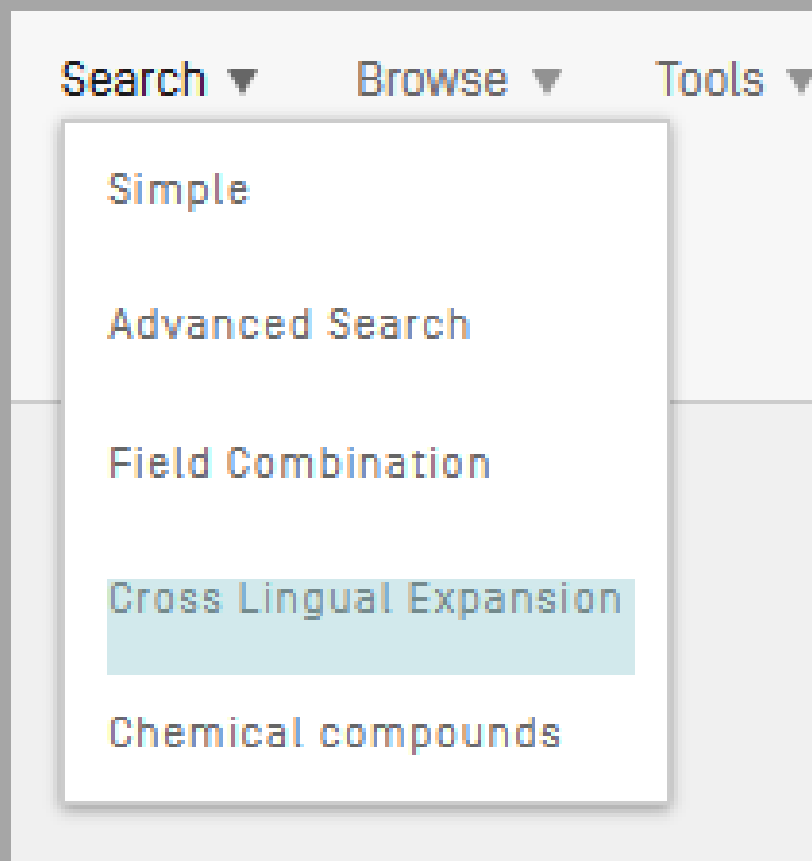 Search Browse Tools
Simple
Advanced Search
Field Combination
Cross Lingual Expansion
Chemical compounds